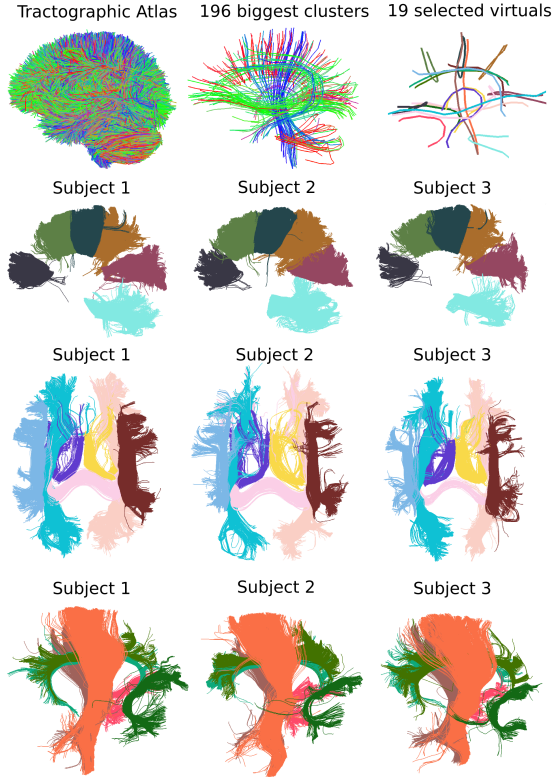 Tractographic Atlas
196 biggest clusters
19 selected virtuals
Subject 1
Subject 2
Subject 3
Subject 1
Subject 2
Subject 3
Subject 1
Subject 2
Subject 3